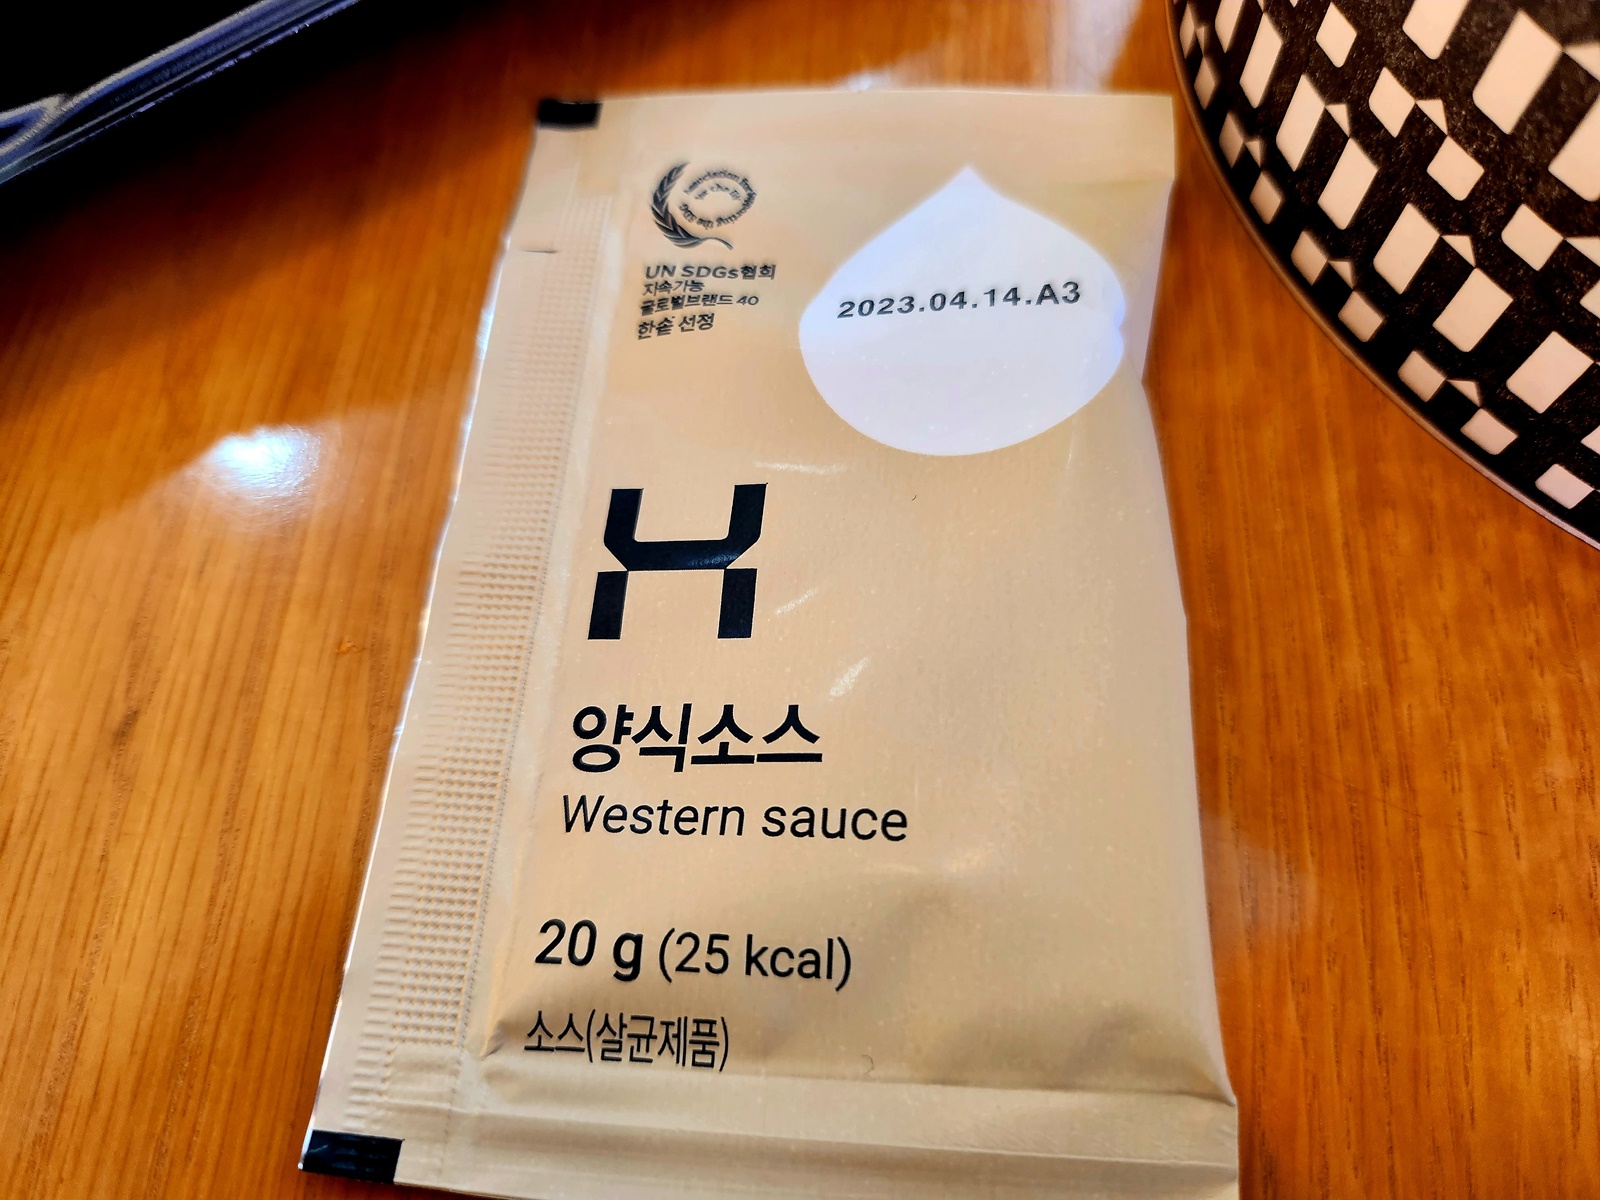 UN SDGs협회
지속가능
글로벌브랜드 40
한솥 선정
2023.04.14.A3
H
양식소스
Western sauce
20 g (25 kcal)
소스(살균제품)